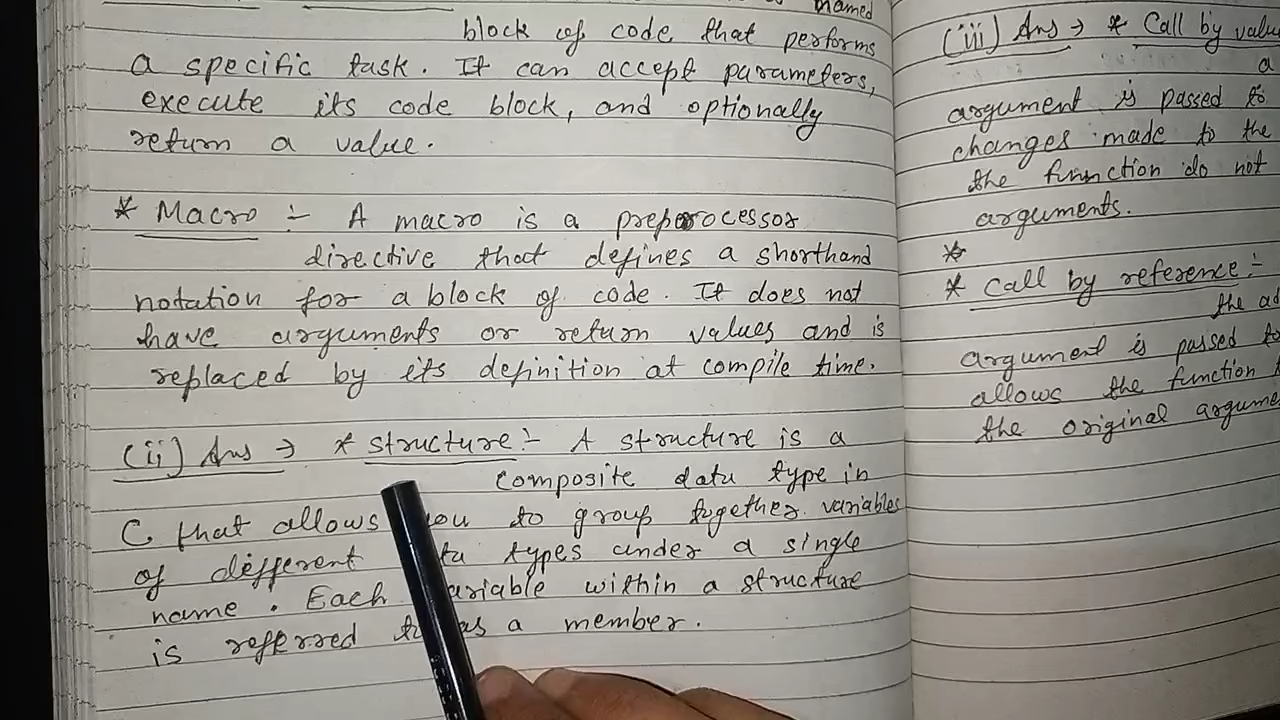 named
block of code that performs
a specific task. It can accept parameters,
execute its code block, and optionally
return a value.
* Macro :- A macro is a preprocessor
directive that defines a shorthand
notation for a block of code. It does not
have arguments or return values and is
replaced by its definition at compile time.
(ii) Ans → * Structure :- A structure is a
composite data type in
C that allows you to group together variables
of different types under a single
name. Each within a structure
is referred as a member.
(iii) Ans → * Call by value
a
argument is passed to
changes made to the
the function do not
arguments.
*
* Call by reference :-
the
argument is passed to
allows the function
the original